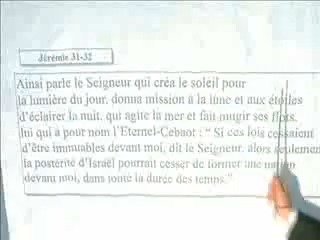 Jérémie 31-32
Ainsi parle le Seigneur qui créa le soleil pour
la lumière du jour, donna mission à la lune et aux étoiles
d'éclairer la nuit, qui agite la mer et fait mugir ses flots,
lui qui a pour nom l'Eternel-Cebaot : " Si ces lois cessaient
d'être immuables devant moi, dit le Seigneur, alors seulement
la postérité d'Israël pourrait cesser de former une nation
devant moi, dans toute la durée des temps."